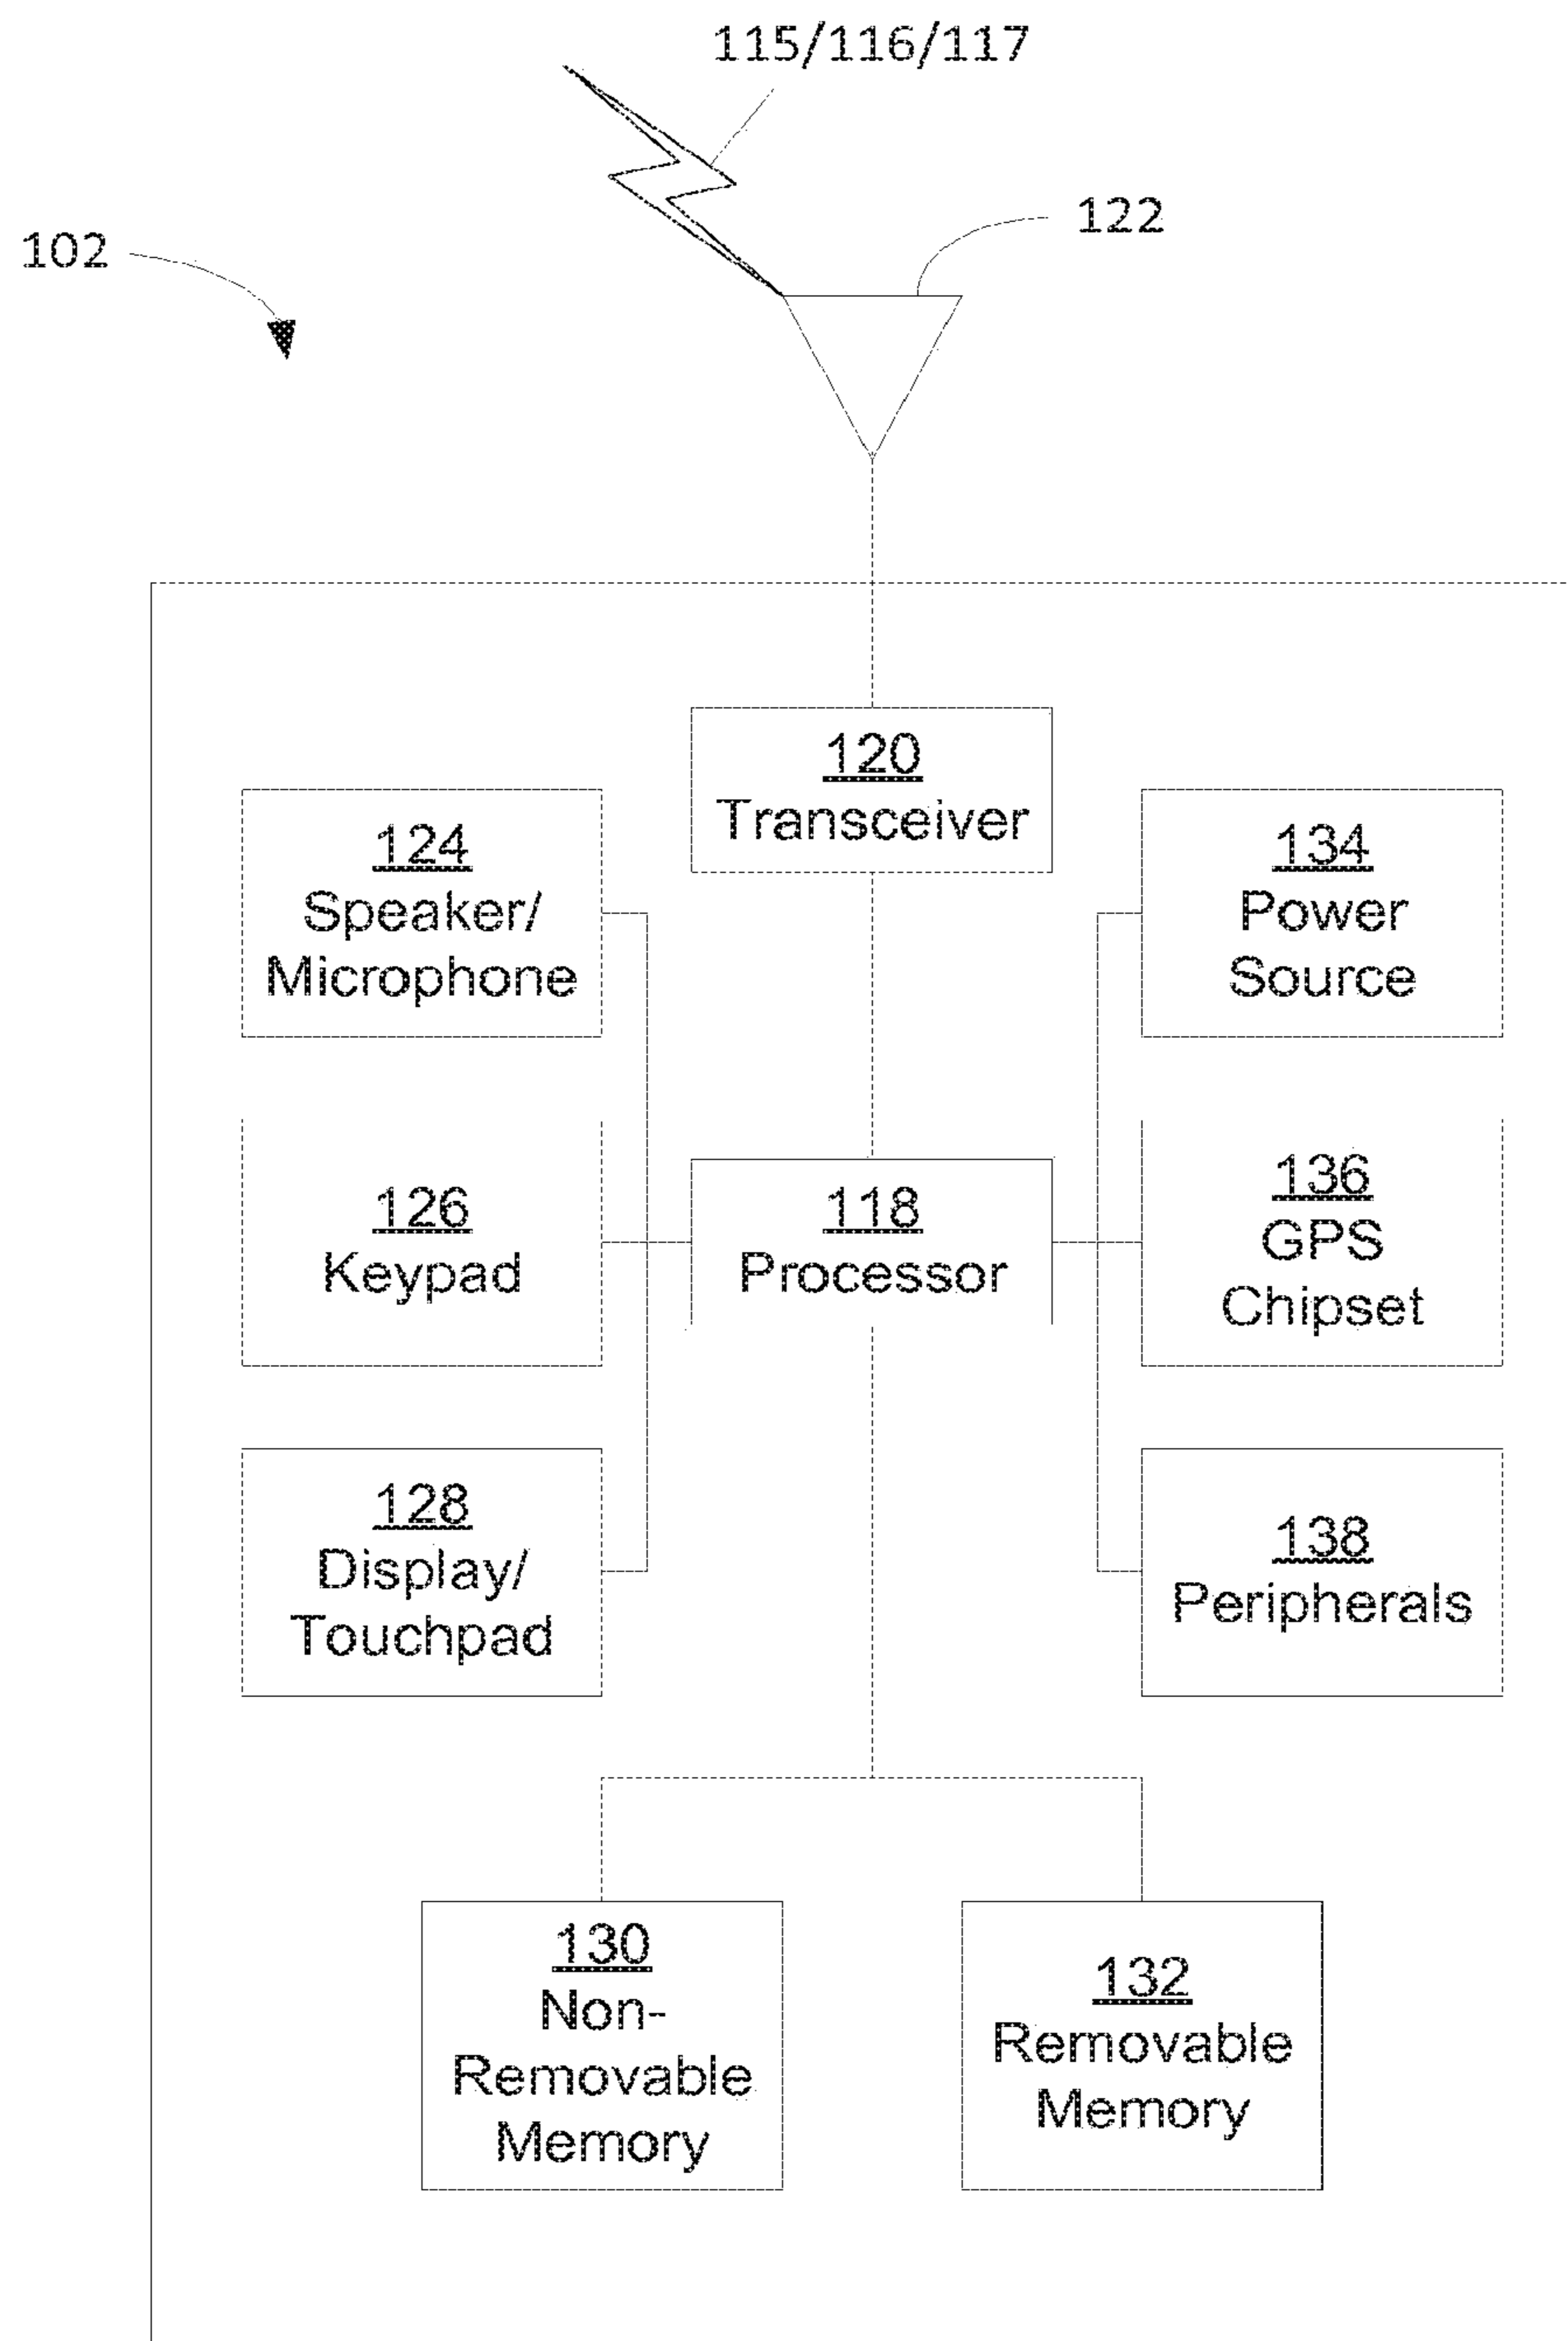 115/116/117
122
102
120
Transceiver
124
Speaker/
Microphone
134
Power
Source
126
Keypad
118
Processor
136
GPS
Chipset
128
Display/
Touchpad
138
Peripherals
130
Non-
Removable
Memory
132
Removable
Memory